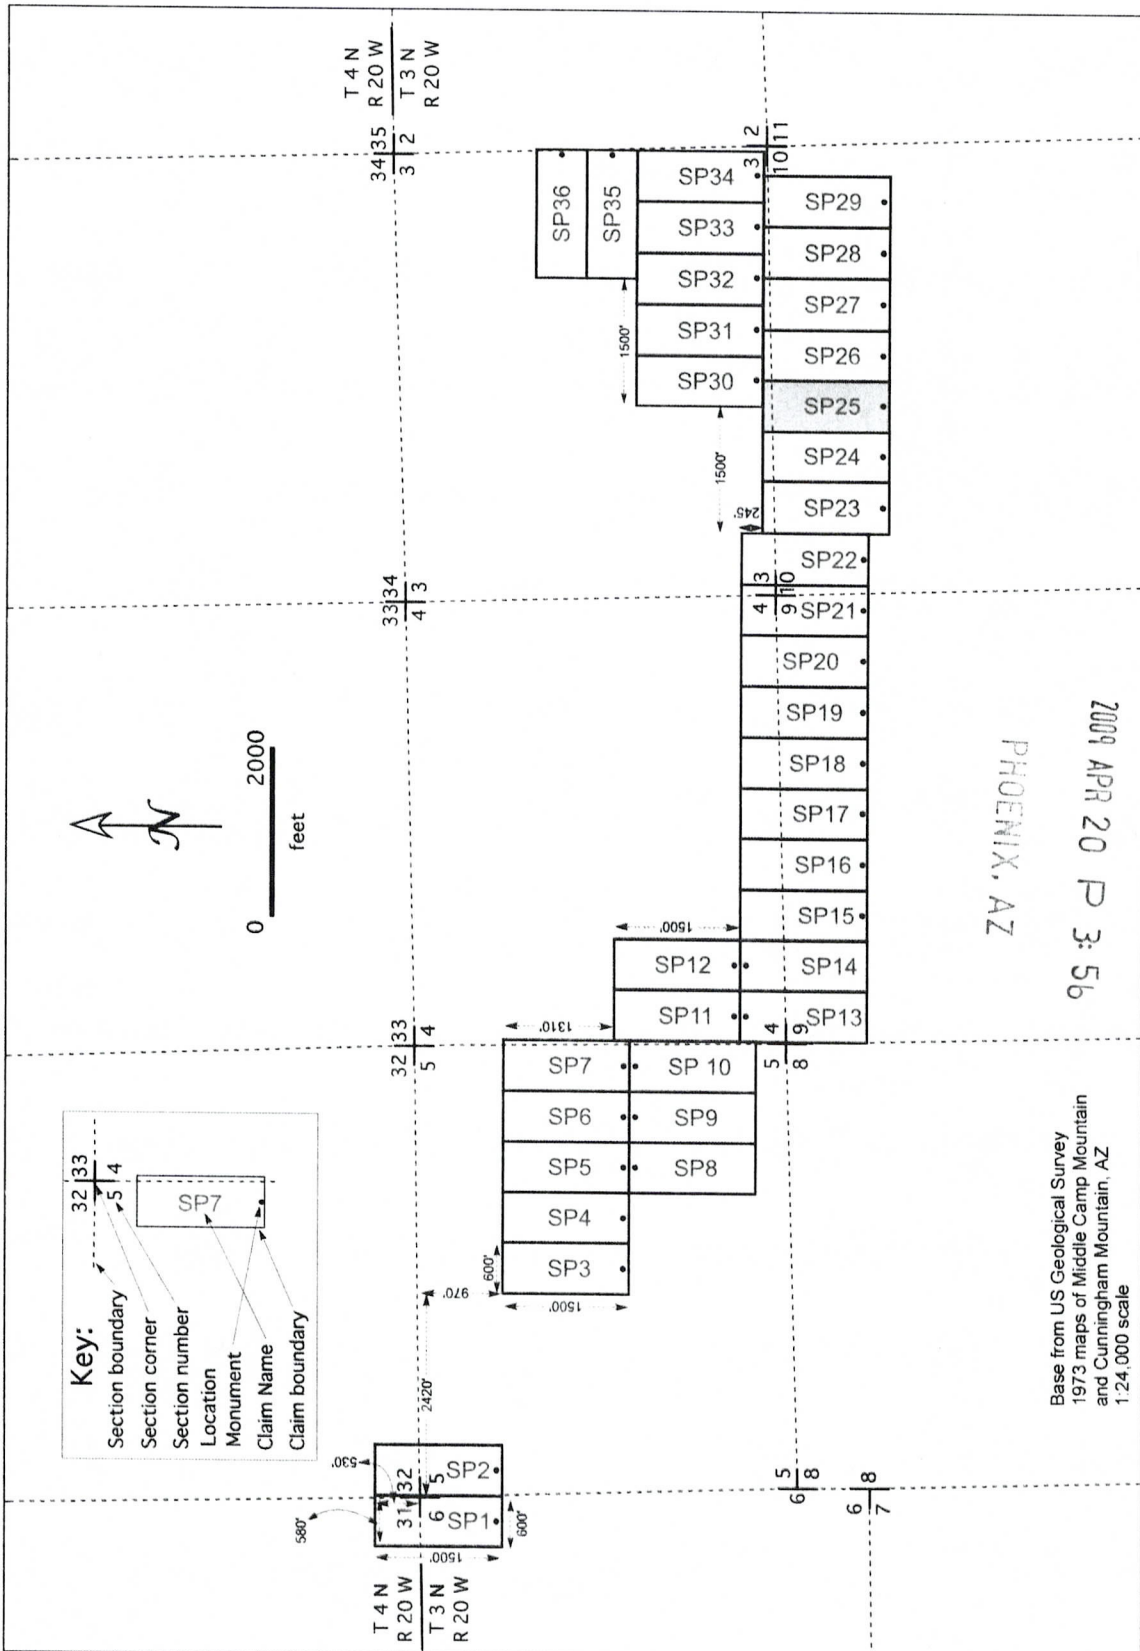 T 4 N
R 20 W
T 3 N
R 20 W
34 35
3 2
33 34
4 3
32 33
5 4
31 32
6 5
T 4 N
R 20 W
T 3 N
R 20 W
N
0 2000
feet
Key:
Section boundary
Section corner
Section number
Location
Monument
Claim Name
Claim boundary
32 33
5 4
SP7
580'
530'
1500'
600'
SP1
SP2
2420'
970'
600'
1500'
SP3
SP4
SP5
SP6
SP7
1310'
SP8
SP9
SP 10
SP11
SP12
1500'
SP13
SP14
SP15
SP16
SP17
SP18
SP19
SP20
SP21
SP22
245'
1500'
1500'
SP23
SP24
SP25
SP26
SP27
SP28
SP29
SP30
SP31
SP32
SP33
SP34
SP35
SP36
3 2
10 11
4 3
9 10
5 4
8 9
5
6 8
6 8
7
Base from US Geological Survey
1973 maps of Middle Camp Mountain
and Cunningham Mountain, AZ
1:24,000 scale
2009 APR 20 P 3:56
PHOENIX, AZ